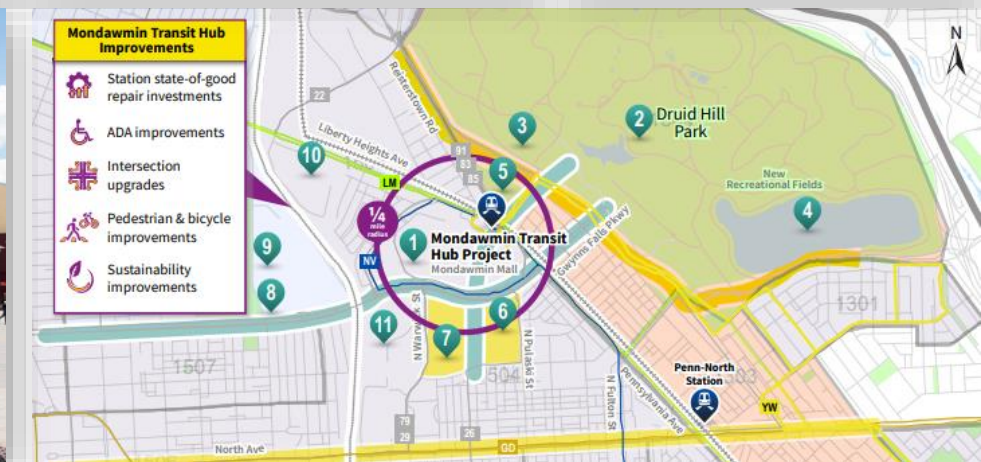 Mondawmin Transit Hub
Improvements
Station state-of-good
repair investments
ADA improvements
Intersection
upgrades
Pedestrian & bicycle
improvements
Sustainability
improvements
N
22
Reisterstown Rd
Liberty Heights Ave
91
83
85
LM
NV
1/4
mile
radius
1
2
3
4
5
6
7
8
9
10
11
Druid Hill
Park
New
Recreational Fields
Mondawmin Transit
Hub Project
Mondawmin Mall
Gwynns Falls Pkwy
N Warwick St
N Pulaski St
N Fulton St
Pennsylvania Ave
Penn-North
Station
1301
1303
1507
504
YW
79
29
26
North Ave
GD